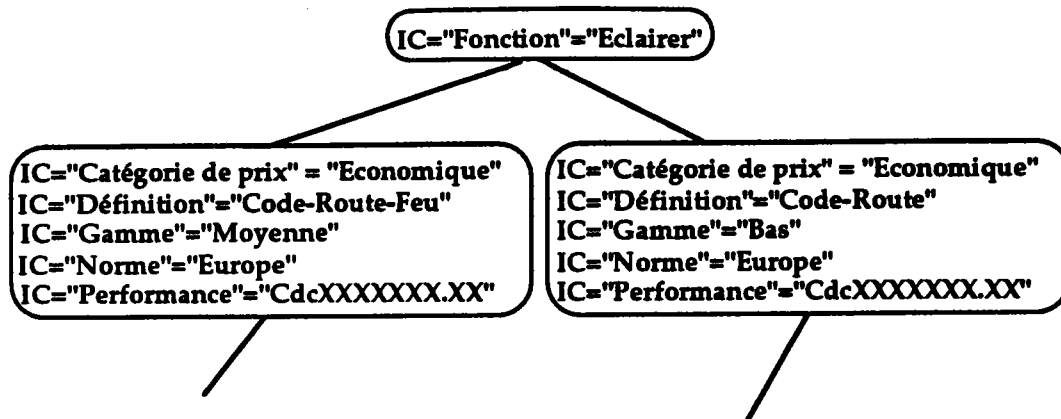 IC="Fonction"="Eclairer"
IC="Catégorie de prix" = "Economique"
IC="Définition"="Code-Route-Feu"
IC="Gamme"="Moyenne"
IC="Norme"="Europe"
IC="Performance"="CdcXXXXXXX.XX"
IC="Catégorie de prix" = "Economique"
IC="Définition"="Code-Route"
IC="Gamme"="Bas"
IC="Norme"="Europe"
IC="Performance"="CdcXXXXXXX.XX"